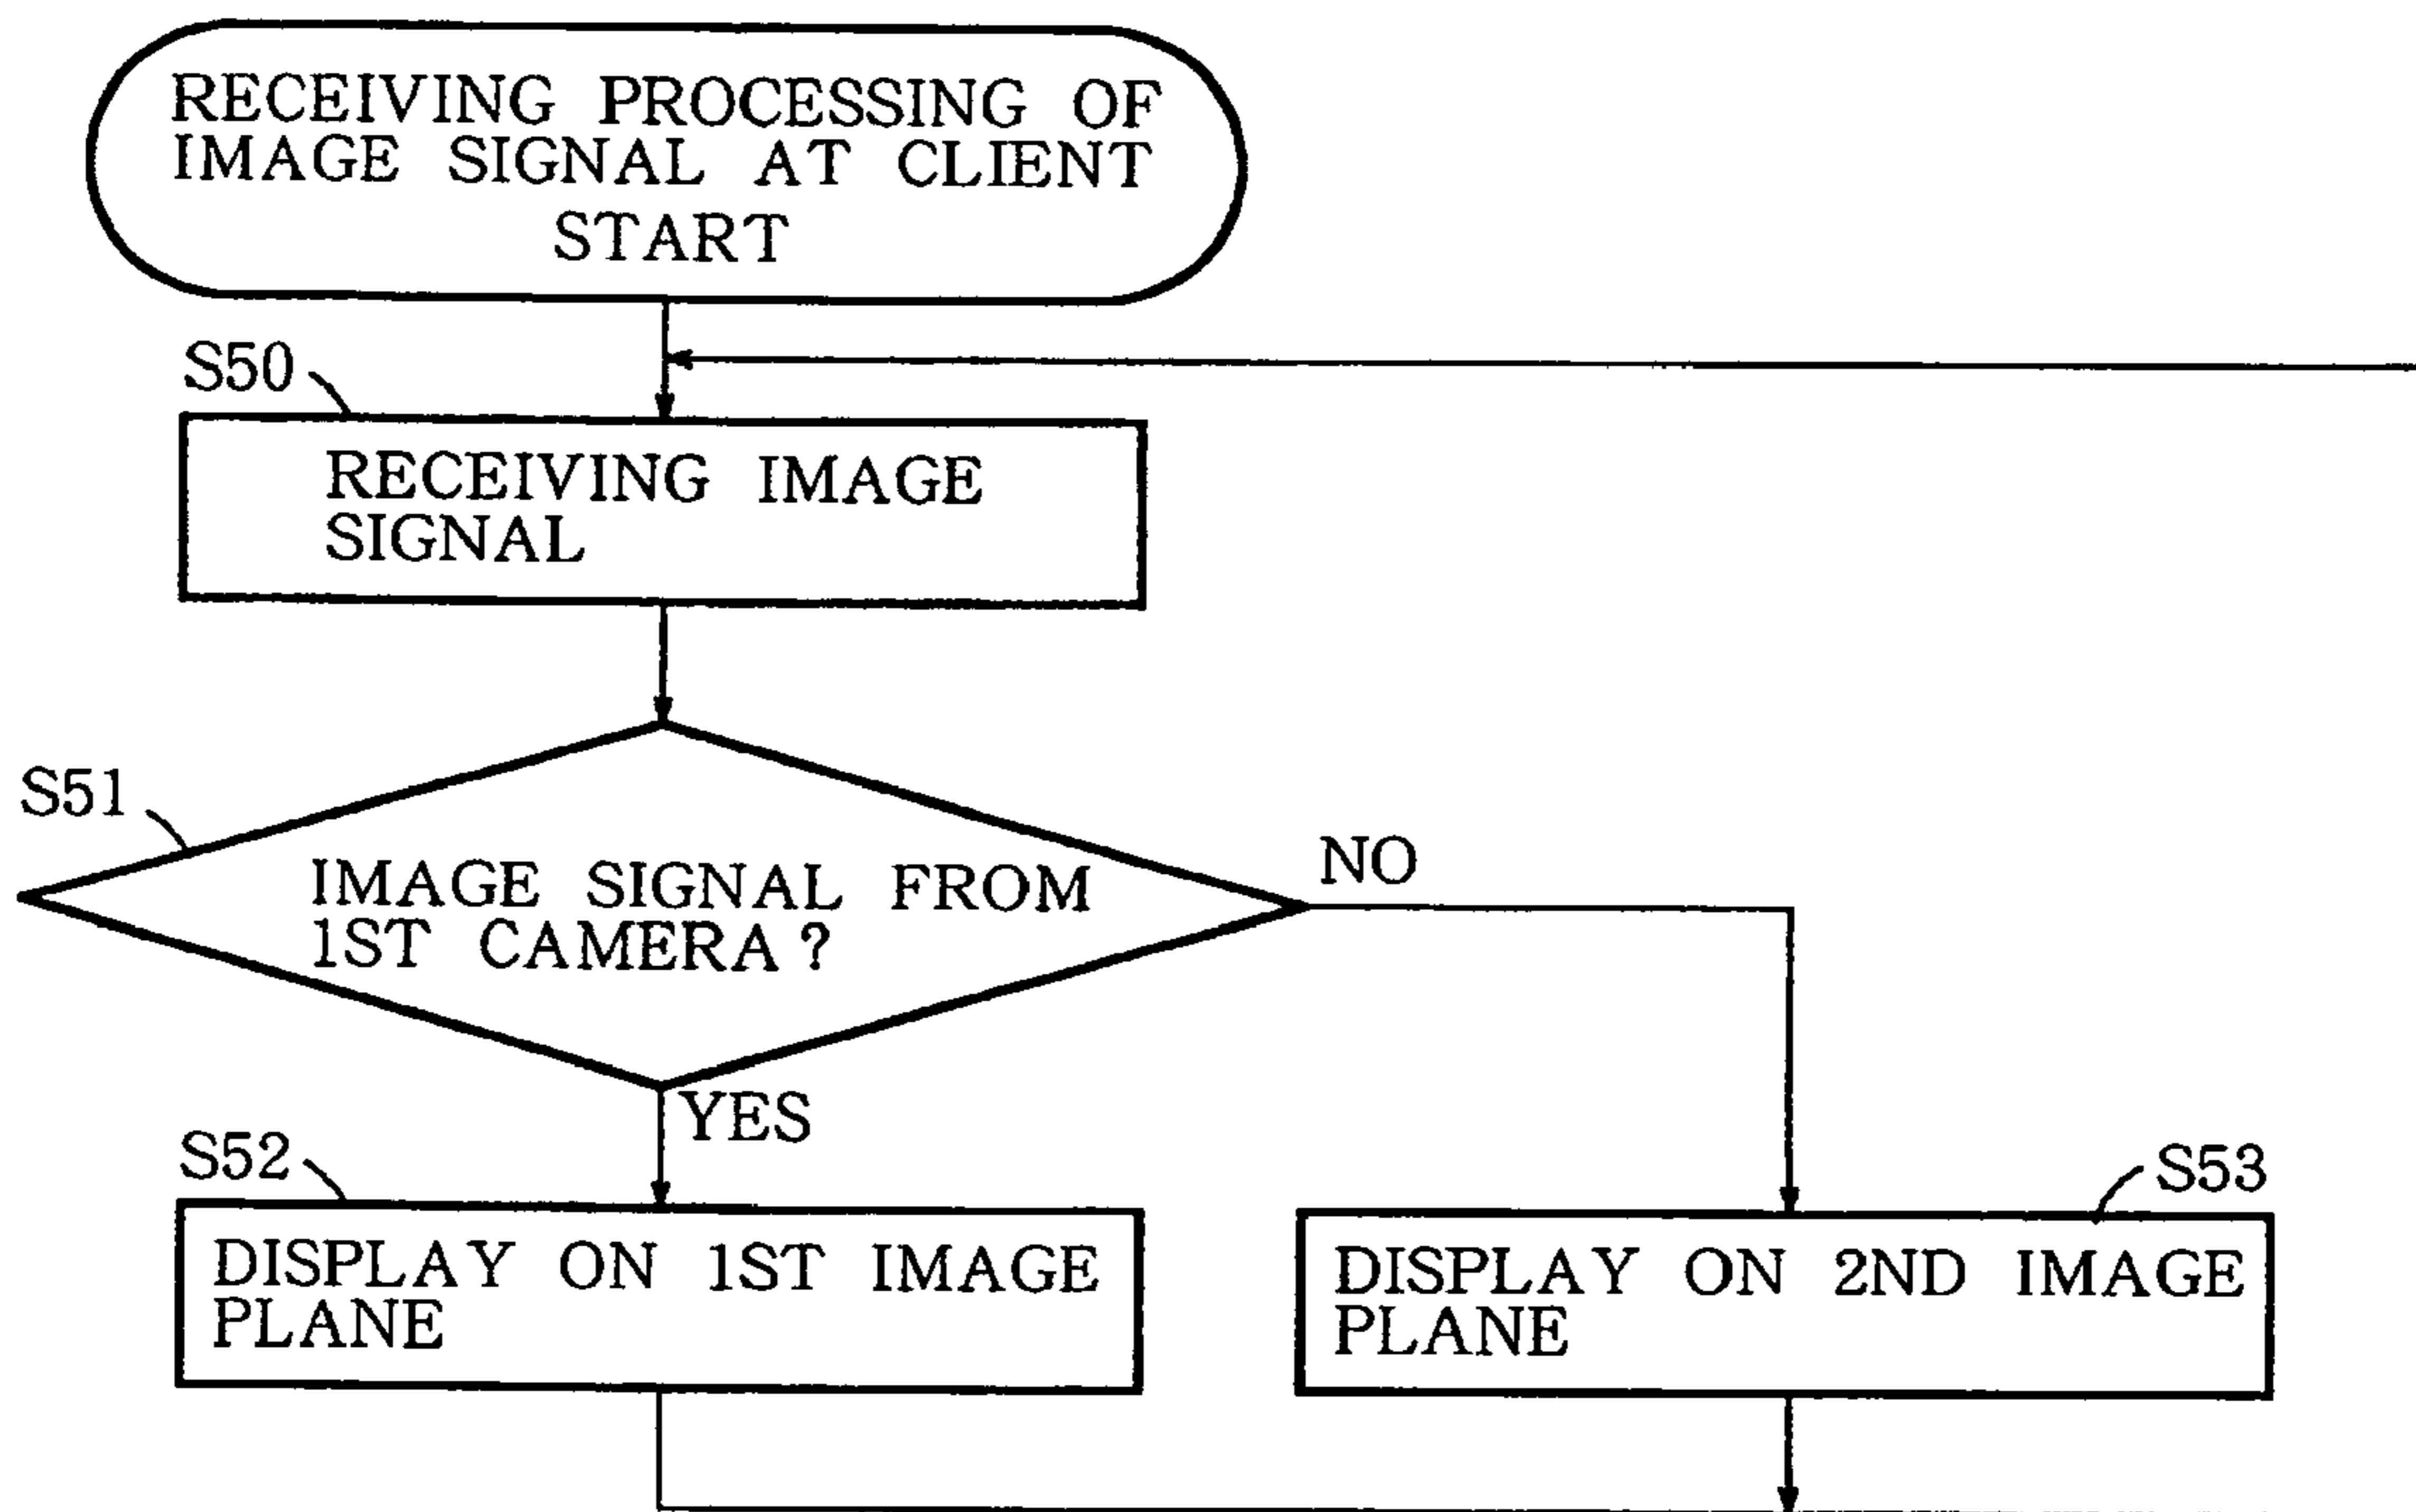 RECEIVING PROCESSING OF
IMAGE SIGNAL AT CLIENT
START
S50
RECEIVING IMAGE
SIGNAL
S51
IMAGE SIGNAL FROM
1ST CAMERA?
NO
YES
S52
DISPLAY ON 1ST IMAGE
PLANE
S53
DISPLAY ON 2ND IMAGE
PLANE